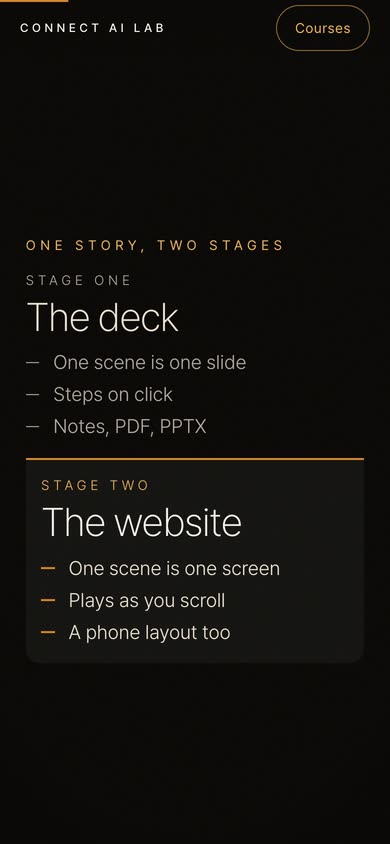 CONNECT AI LAB
Courses
ONE STORY, TWO STAGES
STAGE ONE
The deck
— One scene is one slide
— Steps on click
— Notes, PDF, PPTX
STAGE TWO
The website
— One scene is one screen
— Plays as you scroll
— A phone layout too